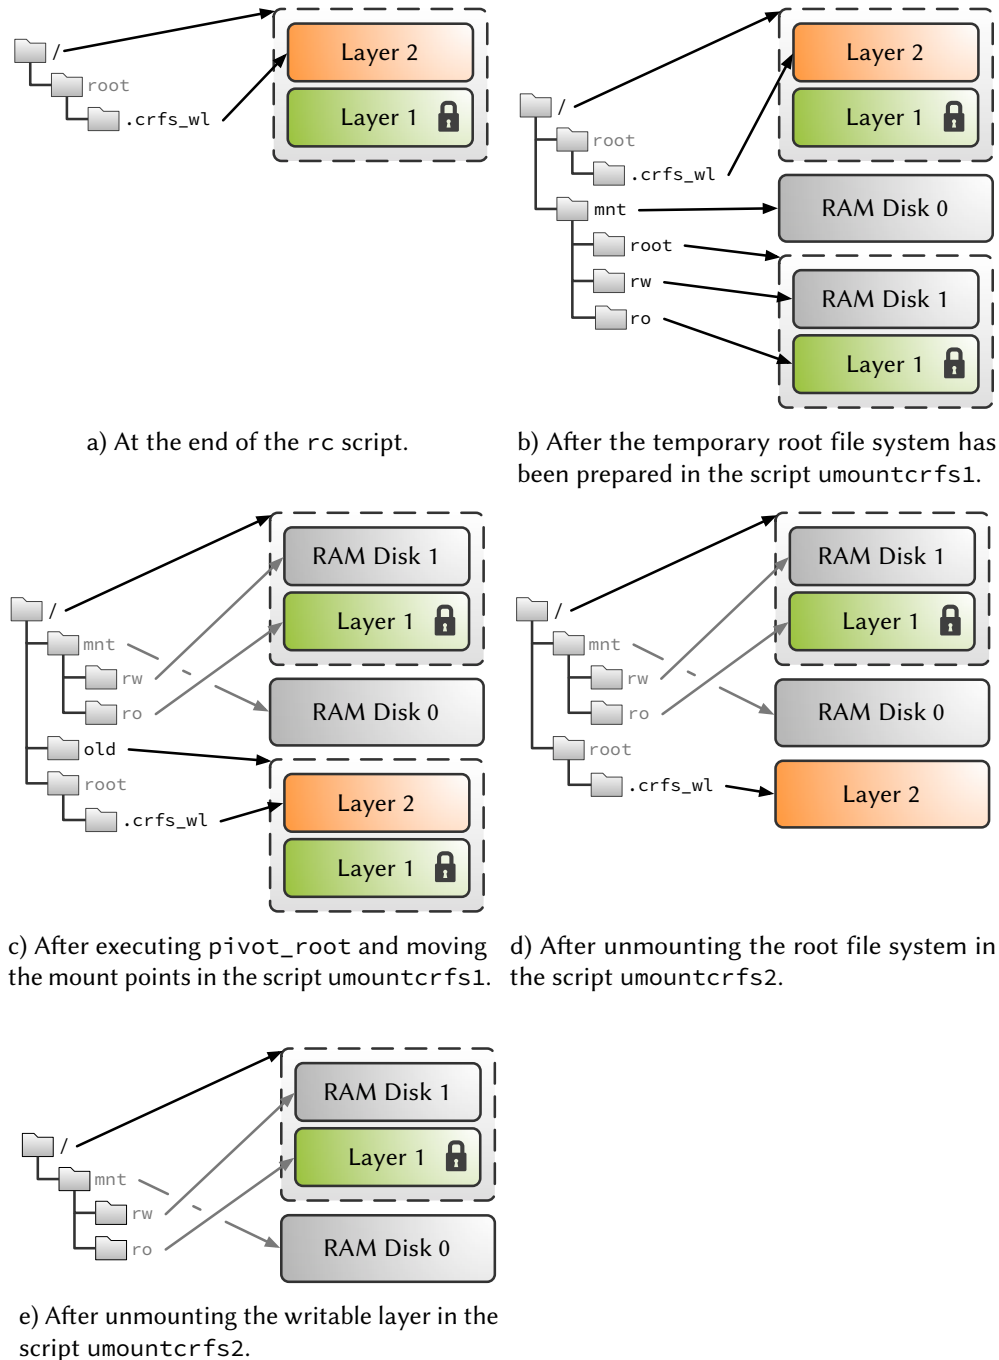 /
root
.crfs_wl
Layer 2
Layer 1
a) At the end of the rc script.
/
root
.crfs_wl
mnt
root
rw
ro
Layer 2
Layer 1
RAM Disk 0
RAM Disk 1
Layer 1
b) After the temporary root file system has
been prepared in the script umountcrfs1.
/
mnt
rw
ro
old
root
.crfs_wl
RAM Disk 1
Layer 1
RAM Disk 0
Layer 2
Layer 1
c) After executing pivot_root and moving
the mount points in the script umountcrfs1.
/
mnt
rw
ro
root
.crfs_wl
RAM Disk 1
Layer 1
RAM Disk 0
Layer 2
d) After unmounting the root file system in
the script umountcrfs2.
/
mnt
rw
ro
RAM Disk 1
Layer 1
RAM Disk 0
e) After unmounting the writable layer in the
script umountcrfs2.